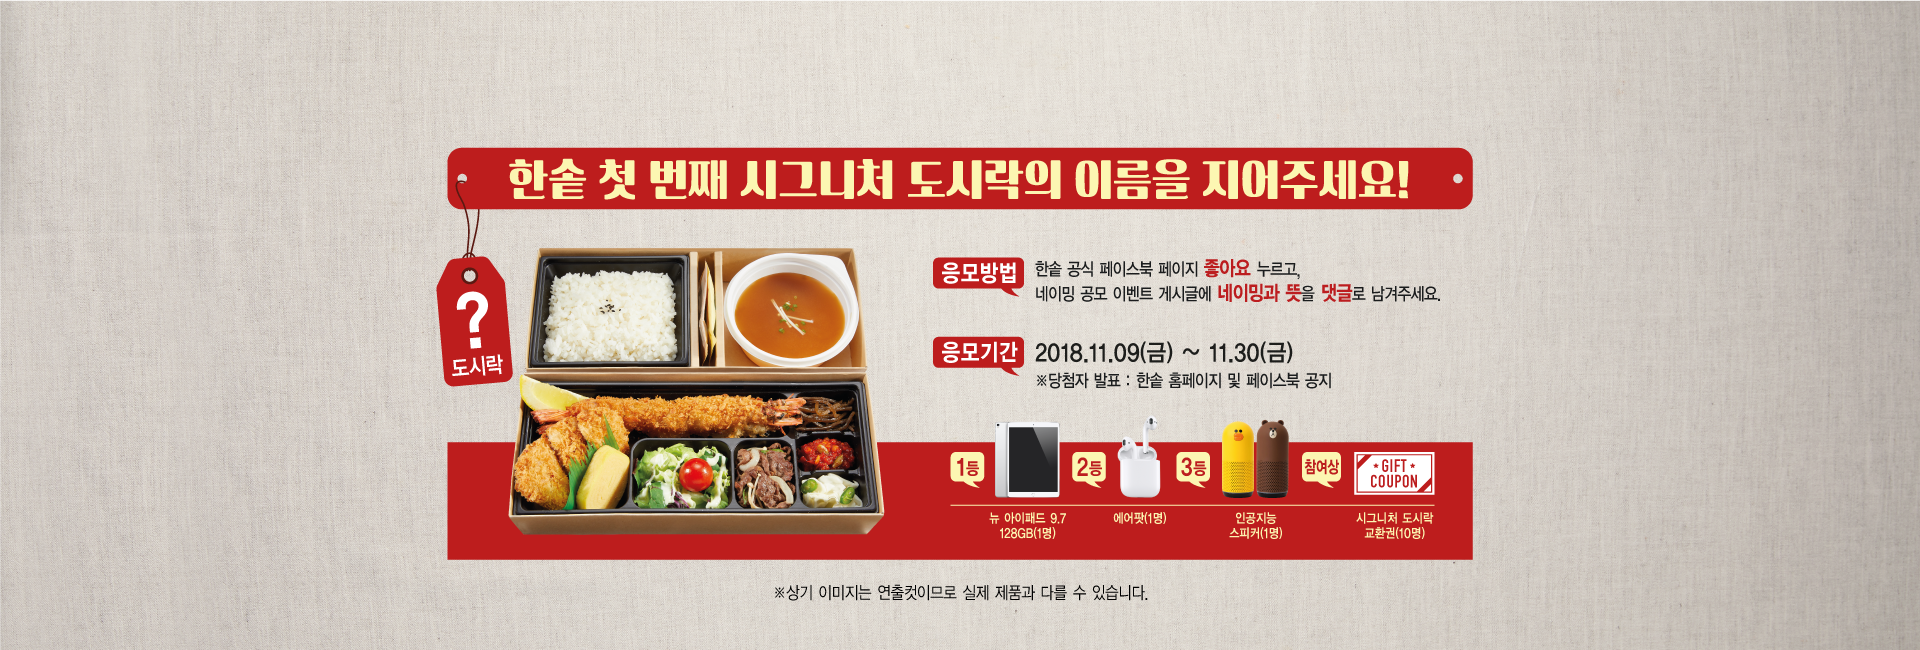 한솥 첫 번째 시그니처 도시락의 이름을 지어주세요!
?
도시락
응모방법
한솥 공식 페이스북 페이지 좋아요 누르고,
네이밍 공모 이벤트 게시글에 네이밍과 뜻을 댓글로 남겨주세요.
응모기간
2018.11.09(금) ~ 11.30(금)
※당첨자 발표 : 한솥 홈페이지 및 페이스북 공지
1등
뉴 아이패드 9.7
128GB(1명)
2등
에어팟(1명)
3등
인공지능
스피커(1명)
참여상
GIFT
COUPON
시그니처 도시락
교환권(10명)
※상기 이미지는 연출컷이므로 실제 제품과 다를 수 있습니다.